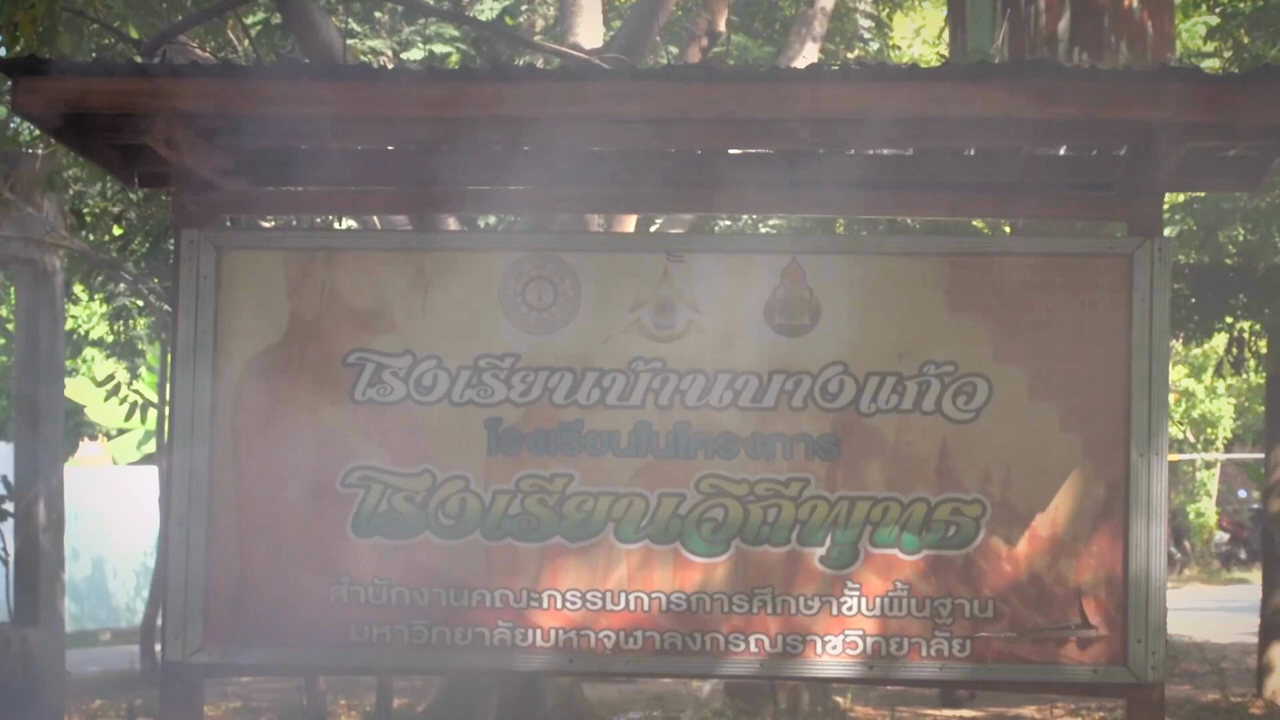 โรงเรียนบ้านบางแก้ว
โรงเรียนในโครงการ
โรงเรียนวิถีพุทธ
สำนักงานคณะกรรมการการศึกษาขั้นพื้นฐาน
มหาวิทยาลัยมหาจุฬาลงกรณราชวิทยาลัย